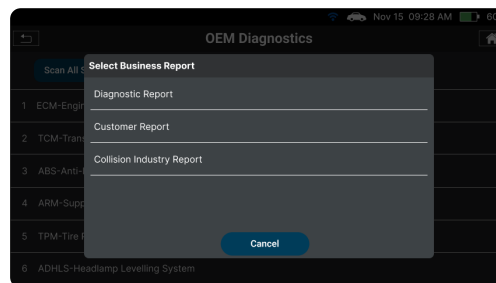 Nov 15 09:28 AM 60
OEM Diagnostics
Scan All S
Select Business Report
Diagnostic Report
Customer Report
Collision Industry Report
Cancel
1 ECM-Engin
2 TCM-Trans
3 ABS-Anti-
4 ARM-Supp
5 TPM-Tire
6 ADHLS-Headlamp Levelling System